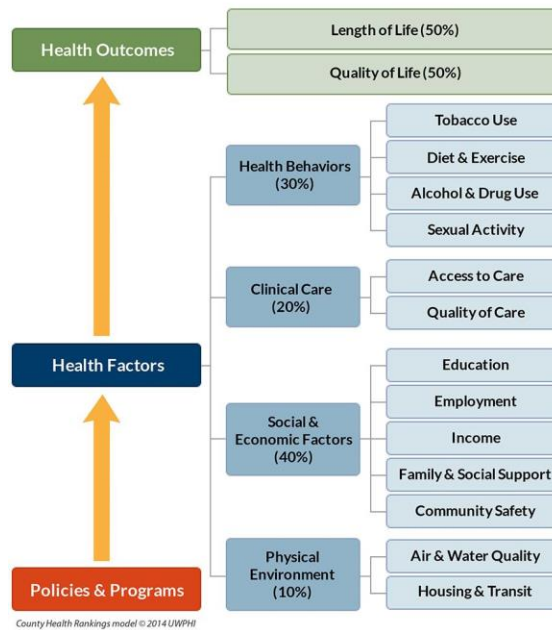 Health Outcomes
Length of Life (50%)
Quality of Life (50%)
Health Behaviors
(30%)
Tobacco Use
Diet & Exercise
Alcohol & Drug Use
Sexual Activity
Clinical Care
(20%)
Access to Care
Quality of Care
Health Factors
Social &
Economic Factors
(40%)
Education
Employment
Income
Family & Social Support
Community Safety
Physical
Environment
(10%)
Air & Water Quality
Housing & Transit
Policies & Programs
County Health Rankings model © 2014 UWPHI